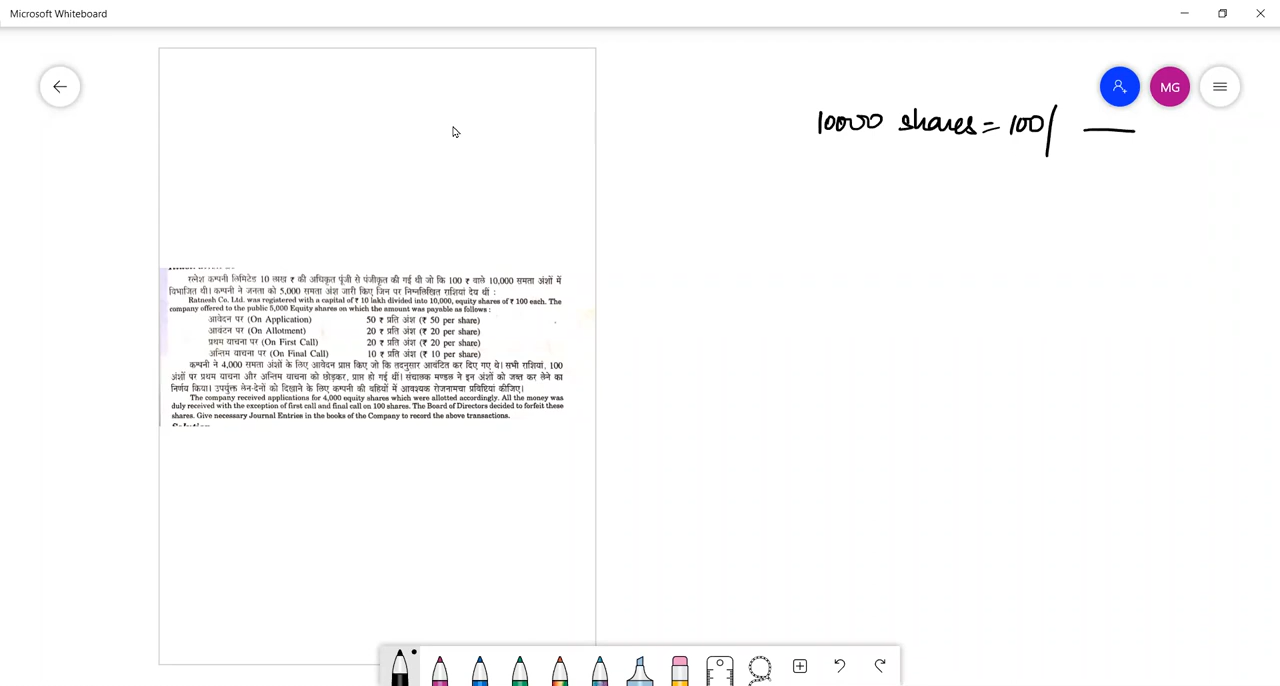 Microsoft Whiteboard
MG
10000 shares = 100/
रत्नेश कम्पनी लिमिटेड 10 लाख ₹ की अधिकृत पूंजी से पंजीकृत की गई थी जो कि 100 ₹ वाले 10,000 समता अंशों में
विभाजित थी। कम्पनी ने जनता को 5,000 समता अंश जारी किए जिन पर निम्नलिखित राशियां देय थीं :
Ratnesh Co. Ltd. was registered with a capital of ₹ 10 lakh divided into 10,000, equity shares of ₹ 100 each. The
company offered to the public 5,000 Equity shares on which the amount was payable as follows :
आवेदन पर (On Application) 50 ₹ प्रति अंश (₹ 50 per share)
आवंटन पर (On Allotment) 20 ₹ प्रति अंश (₹ 20 per share)
प्रथम याचना पर (On First Call) 20 ₹ प्रति अंश (₹ 20 per share)
अन्तिम याचना पर (On Final Call) 10 ₹ प्रति अंश (₹ 10 per share)
कम्पनी ने 4,000 समता अंशों के लिए आवेदन प्राप्त किए जो कि तदनुसार आवंटित कर दिए गए थे। सभी राशियां, 100
अंशों पर प्रथम याचना और अन्तिम याचना को छोड़कर, प्राप्त हो गई थीं। संचालक मण्डल ने इन अंशों को जब्त कर लेने का
निर्णय किया। उपर्युक्त लेन-देनों को दिखाने के लिए कम्पनी की बहियों में आवश्यक रोजनामचा प्रविष्टियां कीजिए।
The company received applications for 4,000 equity shares which were allotted accordingly. All the money was
duly received with the exception of first call and final call on 100 shares. The Board of Directors decided to forfeit these
shares. Give necessary Journal Entries in the books of the Company to record the above transactions.